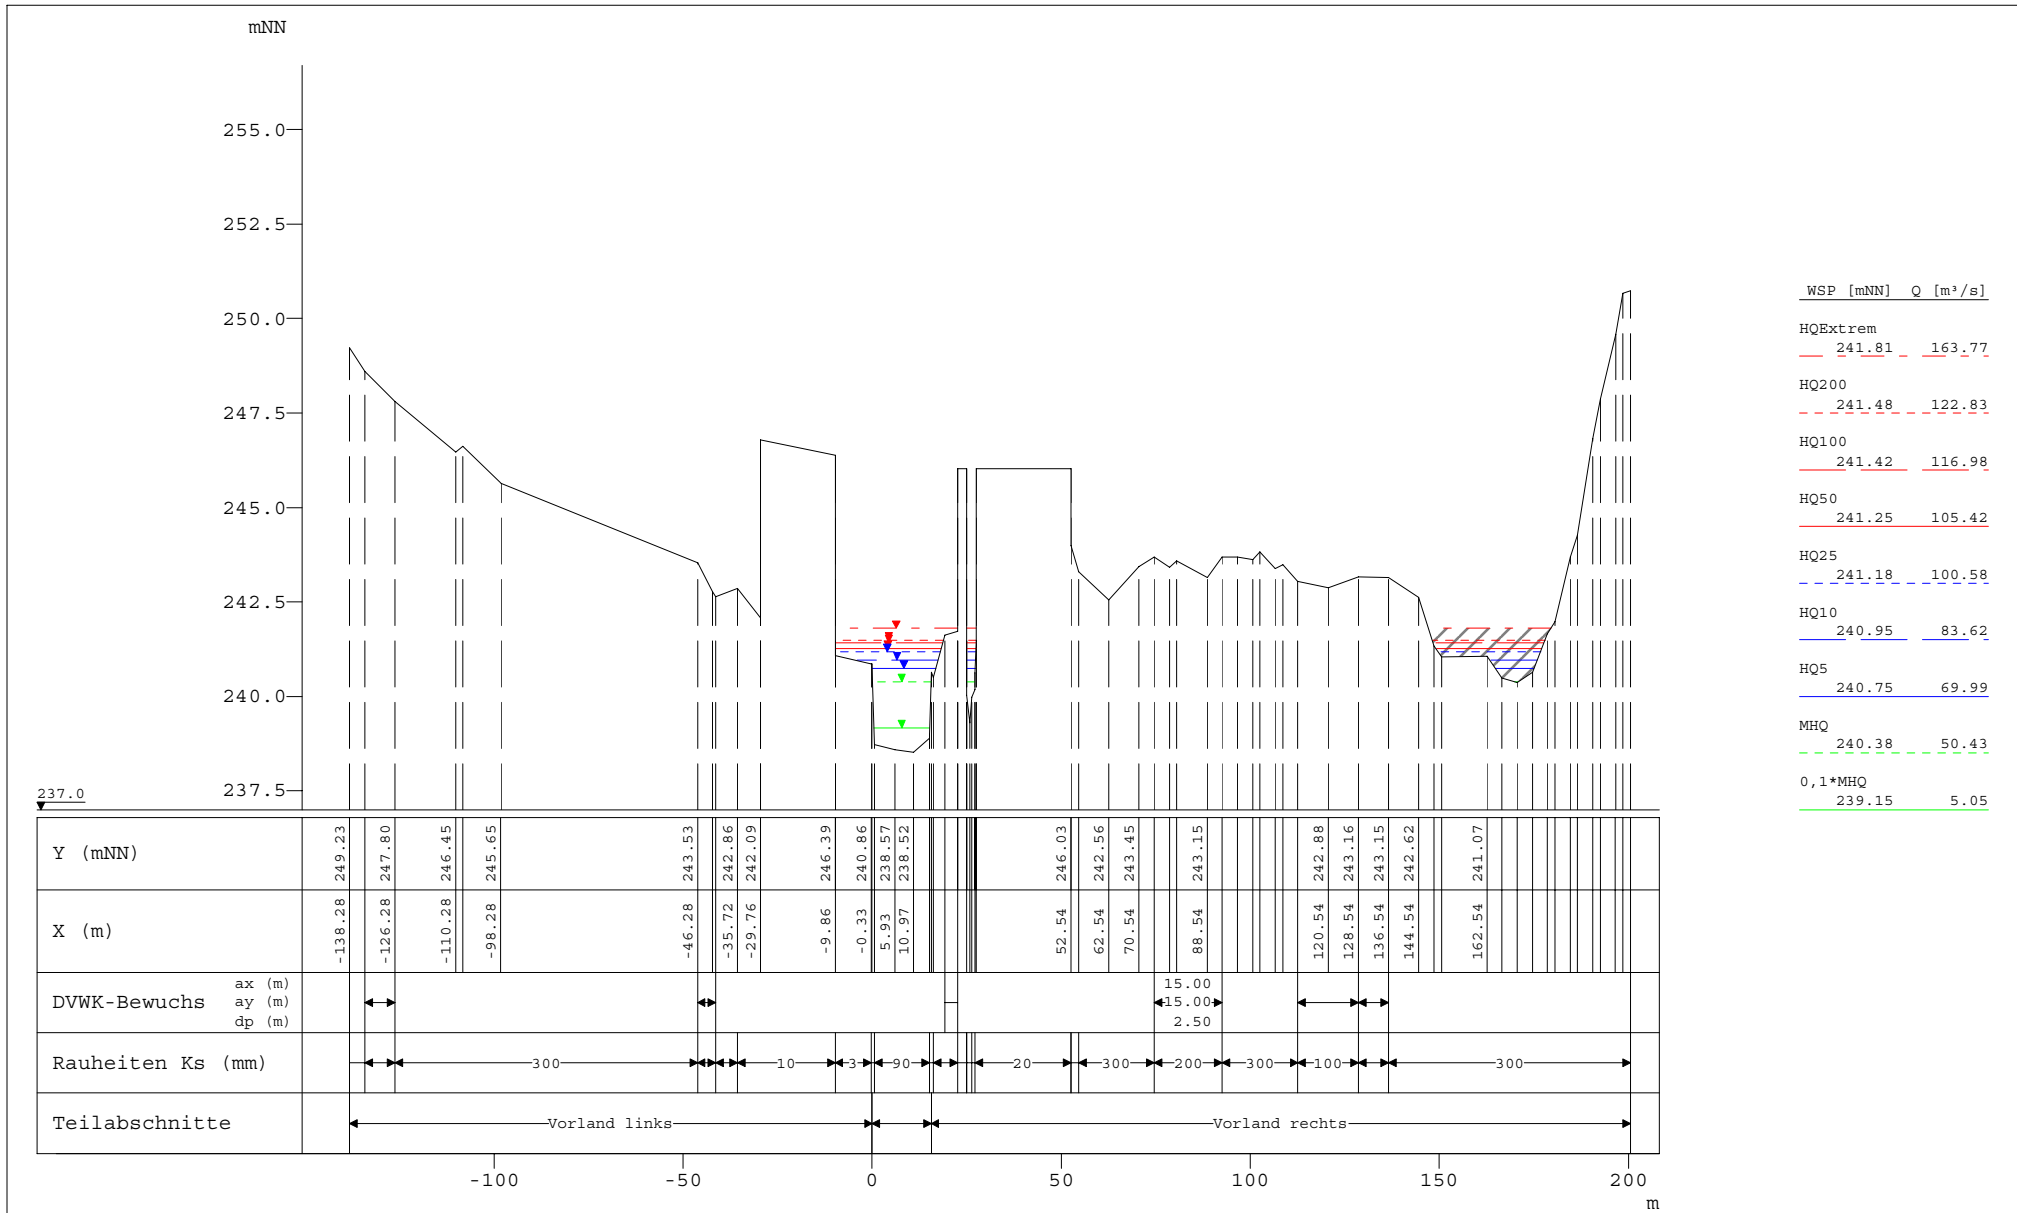 mNN
255.0
252.5
250.0
247.5
245.0
242.5
240.0
237.5
237.0
WSP [mNN] Q [m³/s]
HQExtrem
241.81 163.77
HQ200
241.48 122.83
HQ100
241.42 116.98
HQ50
241.25 105.42
HQ25
241.18 100.58
HQ10
240.95 83.62
HQ5
240.75 69.99
MHQ
240.38 50.43
0,1*MHQ
239.15 5.05
Y (mNN) 249.23 247.80 246.45 245.65 243.53 242.86 242.09 246.39 240.86 238.57 238.52 246.03 242.56 243.45 243.15 242.88 243.16 243.15 242.62 241.07
X (m) -138.28 -126.28 -110.28 -98.28 -46.28 -35.72 -29.76 -9.86 -0.33 5.93 10.97 52.54 62.54 70.54 88.54 120.54 128.54 136.54 144.54 162.54
ax (m) 15.00
DVWK-Bewuchs ay (m) 15.00
dp (m) 2.50
Rauheiten Ks (mm) 300 10 3 90 20 300 200 300 100 300
Teilabschnitte Vorland links Vorland rechts
-100 -50 0 50 100 150 200
m